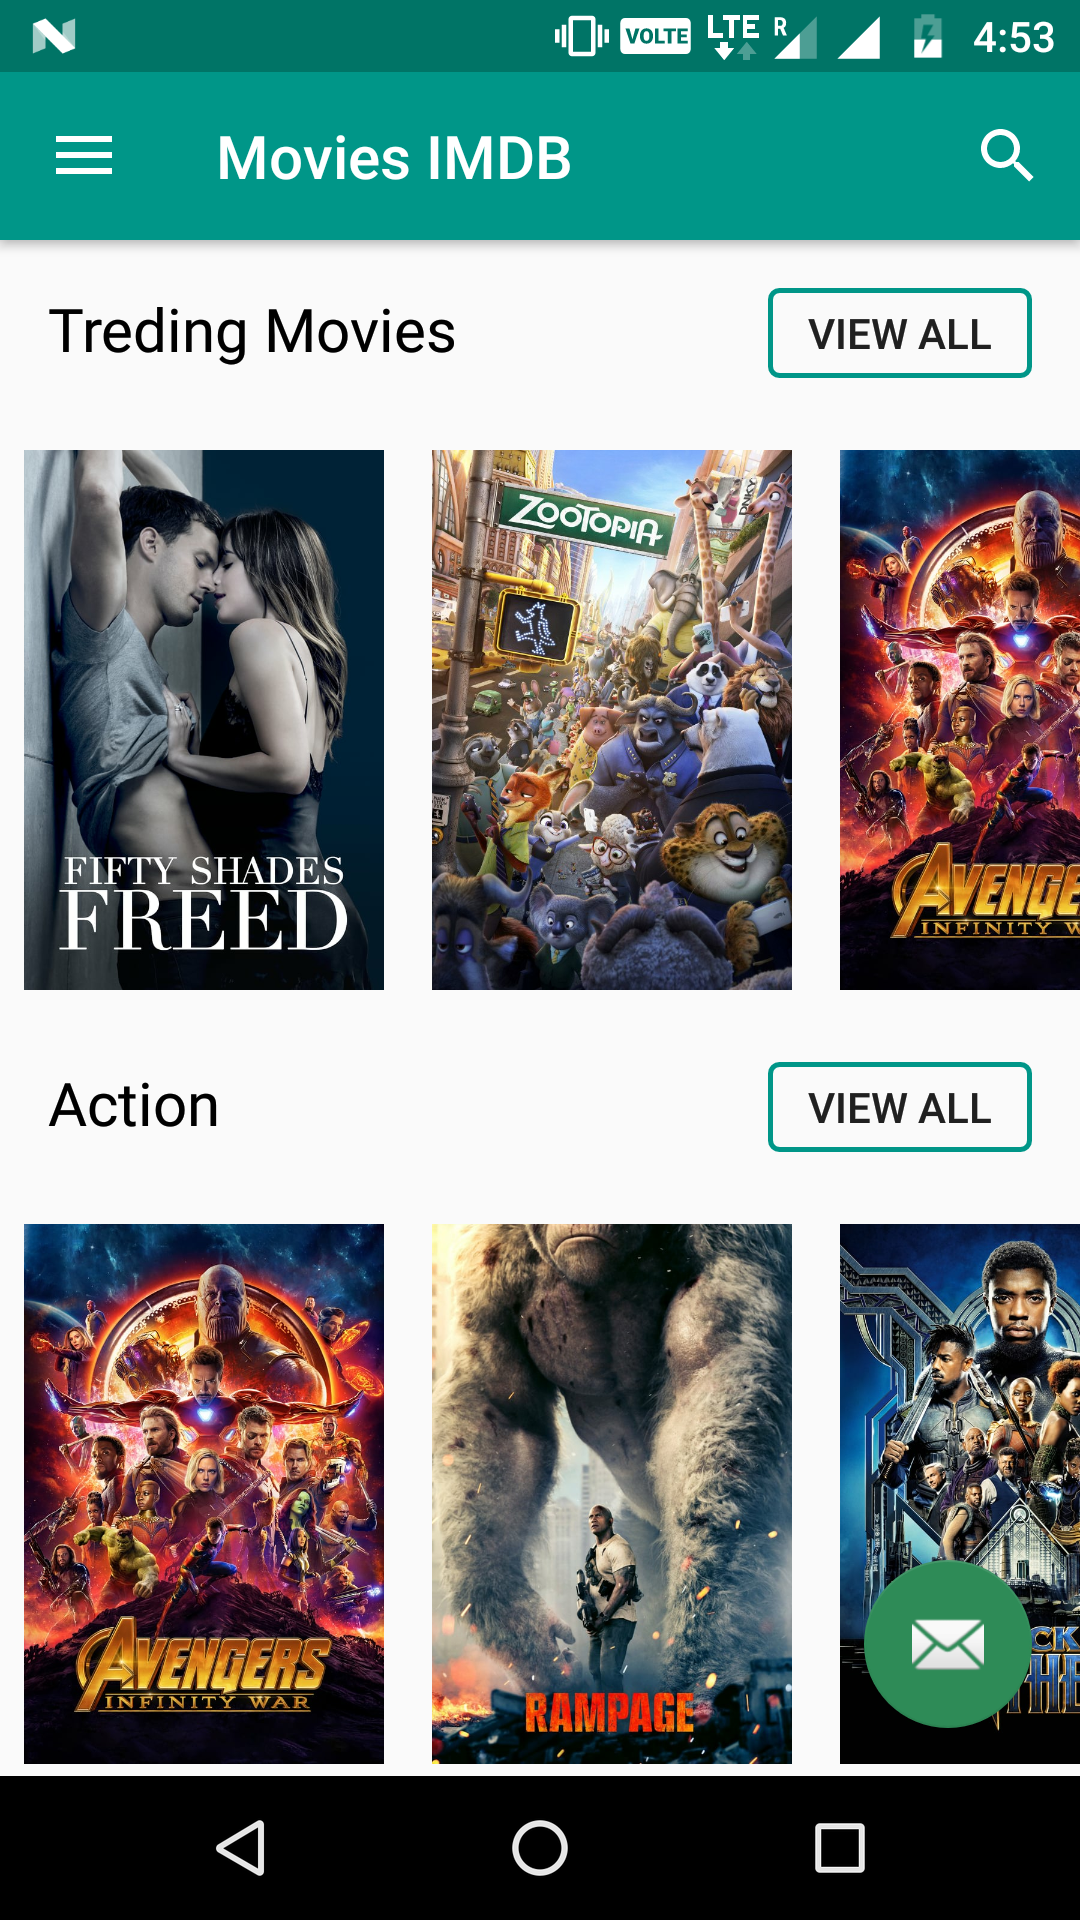 VOLTE LTE R 4:53
Movies IMDB
Treding Movies VIEW ALL
ZOOTOPIA
DNKY
AVENGE
INFINITY W
FIFTY SHADES
FREED
Action VIEW ALL
AVENGERS
INFINITY WAR
RAMPAGE
CK
THE